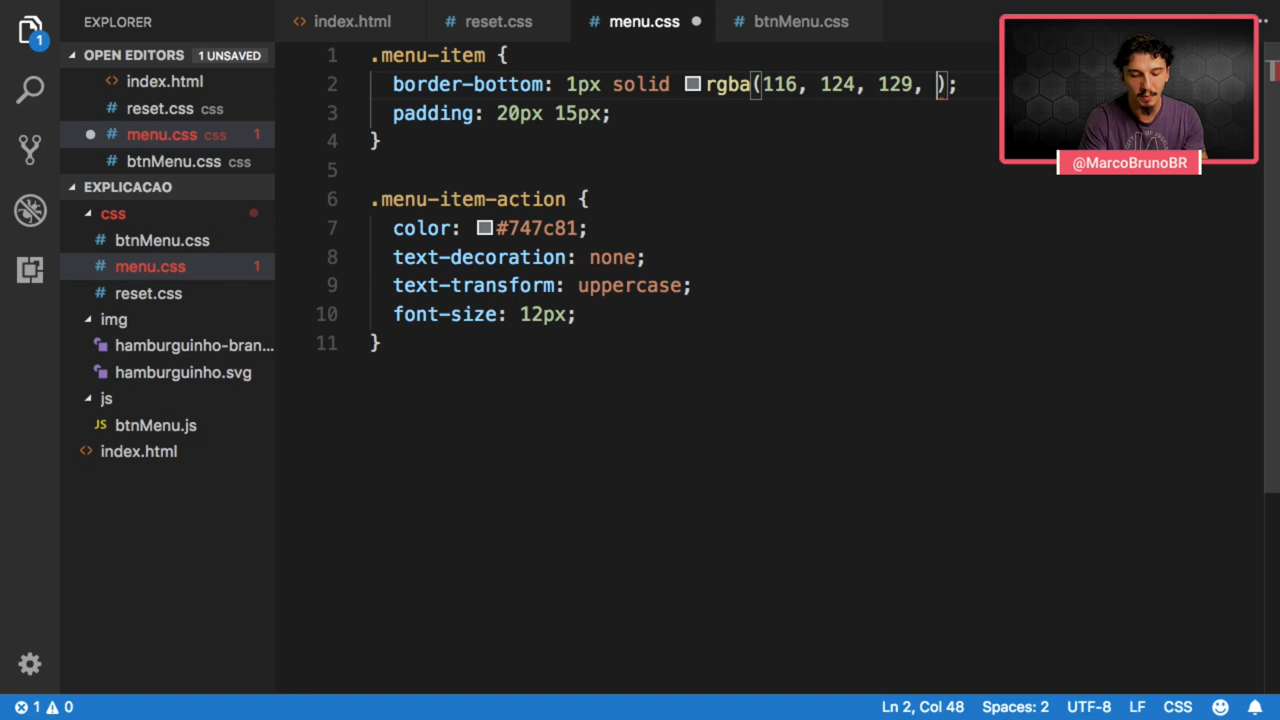 EXPLORER
OPEN EDITORS 1 UNSAVED
index.html
reset.css css
menu.css css 1
btnMenu.css css
EXPLICACAO
css
btnMenu.css
menu.css 1
reset.css
img
hamburguinho-bran...
hamburguinho.svg
js
JS btnMenu.js
index.html
1
index.html
reset.css
menu.css
btnMenu.css
1 .menu-item {
2 border-bottom: 1px solid rgba(116, 124, 129, );
3 padding: 20px 15px;
4 }
5
6 .menu-item-action {
7 color: #747c81;
8 text-decoration: none;
9 text-transform: uppercase;
10 font-size: 12px;
11 }
@MarcoBrunoBR
1 0
Ln 2, Col 48 Spaces: 2 UTF-8 LF CSS